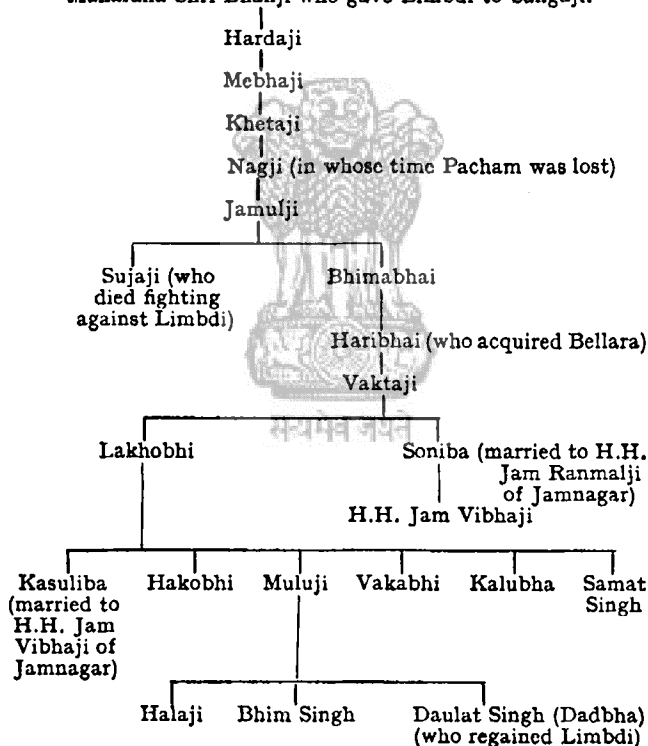 Maharana Shri Bhanji who gave Limbdi to Sangaji.
Hardaji
Mebhaji
Khetaji
Nagji (in whose time Pacham was lost)
Jamulji
Sujaji (who
died fighting
against Limbdi)
Bhimabhai
Haribhai (who acquired Bellara)
Vaktaji
Lakhobhi
Soniba (married to H.H.
Jam Ranmalji
of Jamnagar)
H.H. Jam Vibhaji
Kasuliba
(married to
H.H. Jam
Vibhaji of
Jamnagar)
Hakobhi
Muluji
Vakabhi
Kalubha
Samat
Singh
Halaji
Bhim Singh
Daulat Singh (Dadbha)
(who regained Limbdi)